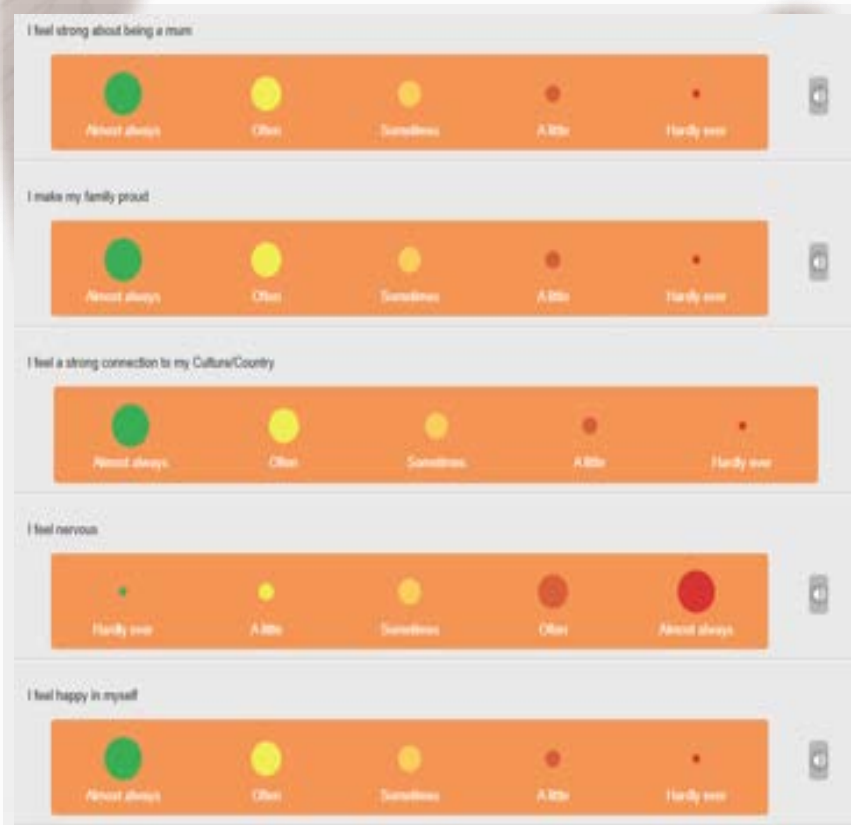 I feel strong about being a mum
Almost always Often Sometimes A little Hardly ever
I make my family proud
Almost always Often Sometimes A little Hardly ever
I feel a strong connection to my Culture/Country
Almost always Often Sometimes A little Hardly ever
I feel nervous
Hardly ever A little Sometimes Often Almost always
I feel happy in myself
Almost always Often Sometimes A little Hardly ever